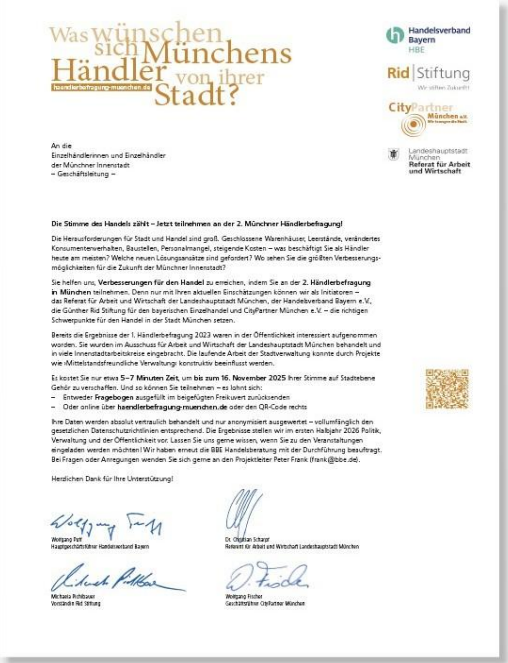 Was wünschen
sich Münchens
Händler von ihrer
haendlerbefragung-muenchen.de
Stadt?
Handelsverband
Bayern
HBE
Rid Stiftung
Wir stiften Zukunft
CityPartner
München e.V.
Landeshauptstadt
München
Referat für Arbeit
und Wirtschaft
An die
Einzelhändlerinnen und Einzelhändler
der Münchner Innenstadt
– Geschäftsleitung –
Die Stimme des Handels zählt – Jetzt teilnehmen an der 2. Münchner Händlerbefragung!
Die Herausforderungen für Stadt und Handel sind groß. Geschlossene Warenhäuser, Leerstände, verändertes
Konsumentenverhalten, Baustellen, Personalmangel, steigende Kosten – was beschäftigt Sie als Händler
heute am meisten? Welche neuen Lösungsansätze sind gefordert? Wo sehen Sie die größten Verbesserungs-
möglichkeiten für die Zukunft der Münchner Innenstadt?
Sie helfen uns, Verbesserungen für den Handel zu erreichen, indem Sie an der 2. Händlerbefragung
in München teilnehmen. Denn nur mit Ihren aktuellen Einschätzungen können wir als Initiatoren –
das Referat für Arbeit und Wirtschaft der Landeshauptstadt München, der Handelsverband Bayern e.V.,
die Günther Rid Stiftung für den bayerischen Einzelhandel und CityPartner München e.V. – die richtigen
Schwerpunkte für den Handel in der Stadt München setzen.
Bereits die Ergebnisse der 1. Händlerbefragung 2023 waren in der Öffentlichkeit interessiert aufgenommen
worden. Sie wurden im Ausschuss für Arbeit und Wirtschaft der Landeshauptstadt München behandelt und
in viele Innenstadtarbeitskreise eingebracht. Die laufende Arbeit der Stadtverwaltung konnte durch Projekte
wie ›Mittelstandsfreundliche Verwaltung‹ konstruktiv beeinflusst werden.
Es kostet Sie nur etwa 5–7 Minuten Zeit, um bis zum 16. November 2025 Ihrer Stimme auf Stadtebene
Gehör zu verschaffen. Und so können Sie teilnehmen – es lohnt sich:
– Entweder Fragebogen ausgefüllt im beigefügten Freikuvert zurücksenden
– Oder online über haendlerbefragung-muenchen.de oder den QR-Code rechts
Ihre Daten werden absolut vertraulich behandelt und nur anonymisiert ausgewertet – vollumfänglich den
gesetzlichen Datenschutzrichtlinien entsprechend. Die Ergebnisse stellen wir im ersten Halbjahr 2026 Politik,
Verwaltung und der Öffentlichkeit vor. Lassen Sie uns gerne wissen, wenn Sie zu den Veranstaltungen
eingeladen werden möchten! Wir haben erneut die BBE Handelsberatung mit der Durchführung beauftragt.
Bei Fragen oder Anregungen wenden Sie sich gerne an den Projektleiter Peter Frank (frank@bbe.de).
Herzlichen Dank für Ihre Unterstützung!
Wolfgang Puff
Hauptgeschäftsführer Handelsverband Bayern
Dr. Christian Scharpf
Referent für Arbeit und Wirtschaft Landeshauptstadt München
Michaela Pichlbauer
Vorständin Rid Stiftung
Wolfgang Fischer
Geschäftsführer CityPartner München